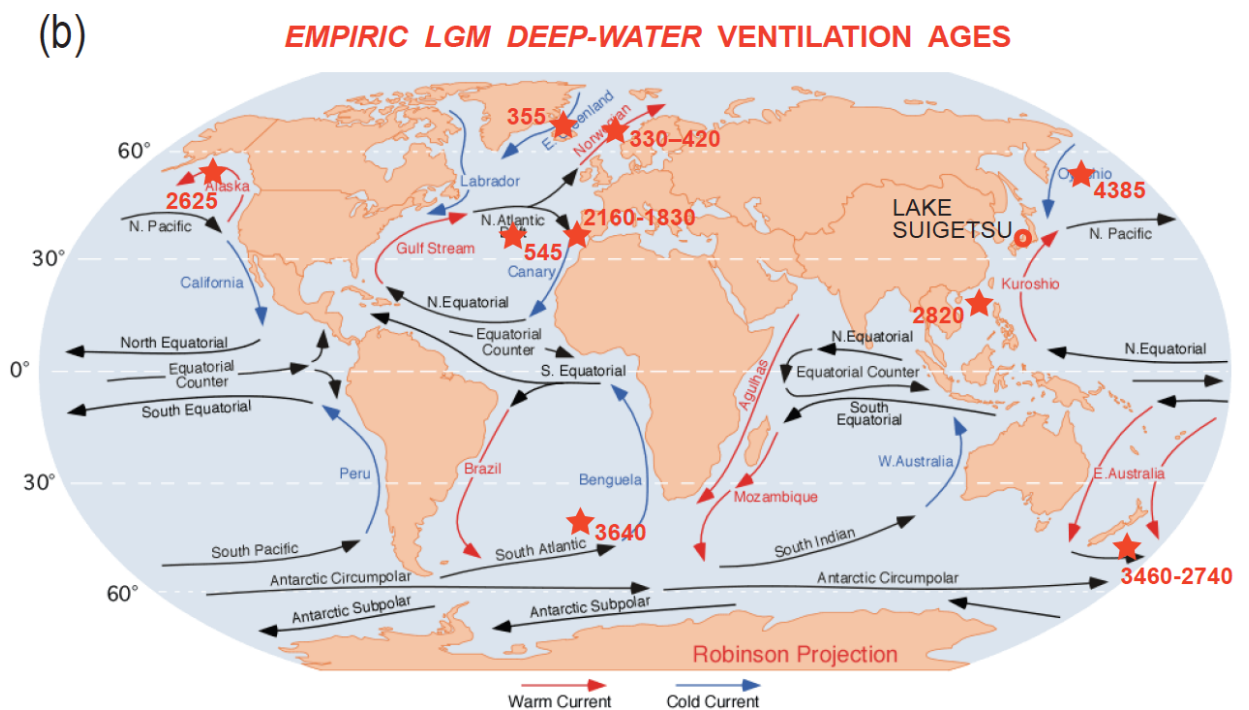 (b)
EMPIRIC LGM DEEP-WATER VENTILATION AGES
355
E. Greenland
Norwegian
330–420
60°
Alaska
2625
Labrador
Oyashio
4385
N. Pacific
N. Atlantic
Drift
2160-1830
LAKE
SUIGETSU
N. Pacific
Gulf Stream
545
30°
California
Canary
Kuroshio
2820
N.Equatorial
North Equatorial
Equatorial
Counter
N.Equatorial
N.Equatorial
0°
Equatorial
Counter
S. Equatorial
Equatorial Counter
South Equatorial
Agulhas
South
Equatorial
Peru
Brazil
Benguela
W.Australia
E.Australia
30°
Mozambique
3640
South Pacific
South Atlantic
South Indian
Antarctic Circumpolar
Antarctic Circumpolar
3460-2740
60°
Antarctic Subpolar
Antarctic Subpolar
Robinson Projection
Warm Current
Cold Current